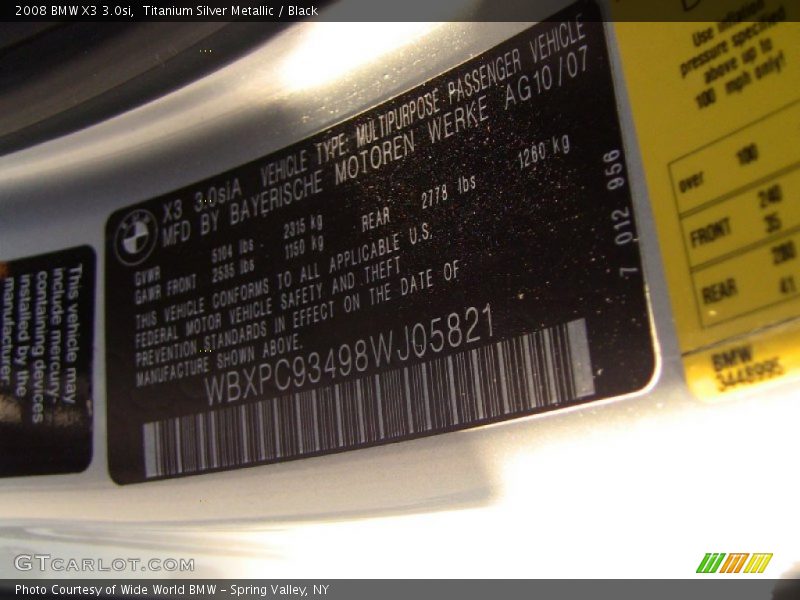 2008 BMW X3 3.0si,  Titanium Silver Metallic / Black
Use inflation
pressure specified
above up to
100 mph only!
over 100
FRONT 240
35
REAR 280
41
BMW
3448995
X3 3.0siA VEHICLE TYPE: MULTIPURPOSE PASSENGER VEHICLE
MFD BY BAYERISCHE MOTOREN WERKE AG 10/07
GVWR 5104 lbs 2315 kg
GAWR FRONT 2535 lbs 1150 kg REAR 2778 lbs 1260 kg
THIS VEHICLE CONFORMS TO ALL APPLICABLE U.S.
FEDERAL MOTOR VEHICLE SAFETY AND THEFT
PREVENTION STANDARDS IN EFFECT ON THE DATE OF
MANUFACTURE SHOWN ABOVE.
WBXPC93498WJ05821
7 012 956
This vehicle may
include mercury-
containing devices
installed by the
manufacturer.
GTCARLOT.COM
Photo Courtesy of Wide World BMW - Spring Valley, NY